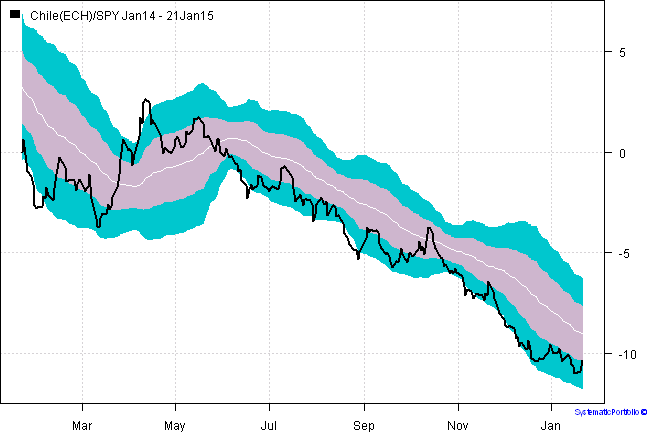 Chile(ECH)/SPY Jan14 - 21Jan15
5
0
-5
-10
Mar May Jul Sep Nov Jan
SystematicPortfolio ©